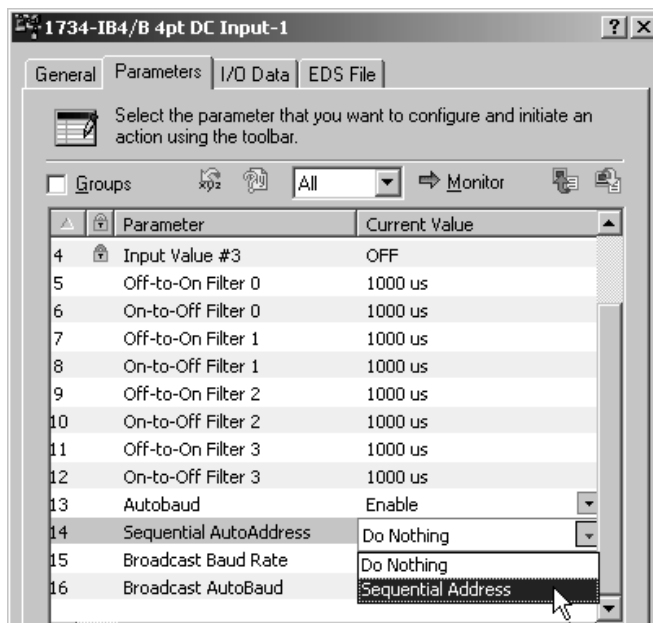 1734-IB4/B 4pt DC Input-1
General Parameters I/O Data EDS File
Select the parameter that you want to configure and initiate an
action using the toolbar.
Groups All Monitor
Parameter Current Value
4 Input Value #3 OFF
5 Off-to-On Filter 0 1000 us
6 On-to-Off Filter 0 1000 us
7 Off-to-On Filter 1 1000 us
8 On-to-Off Filter 1 1000 us
9 Off-to-On Filter 2 1000 us
10 On-to-Off Filter 2 1000 us
11 Off-to-On Filter 3 1000 us
12 On-to-Off Filter 3 1000 us
13 Autobaud Enable
14 Sequential AutoAddress Do Nothing
15 Broadcast Baud Rate Do Nothing
16 Broadcast AutoBaud Sequential Address